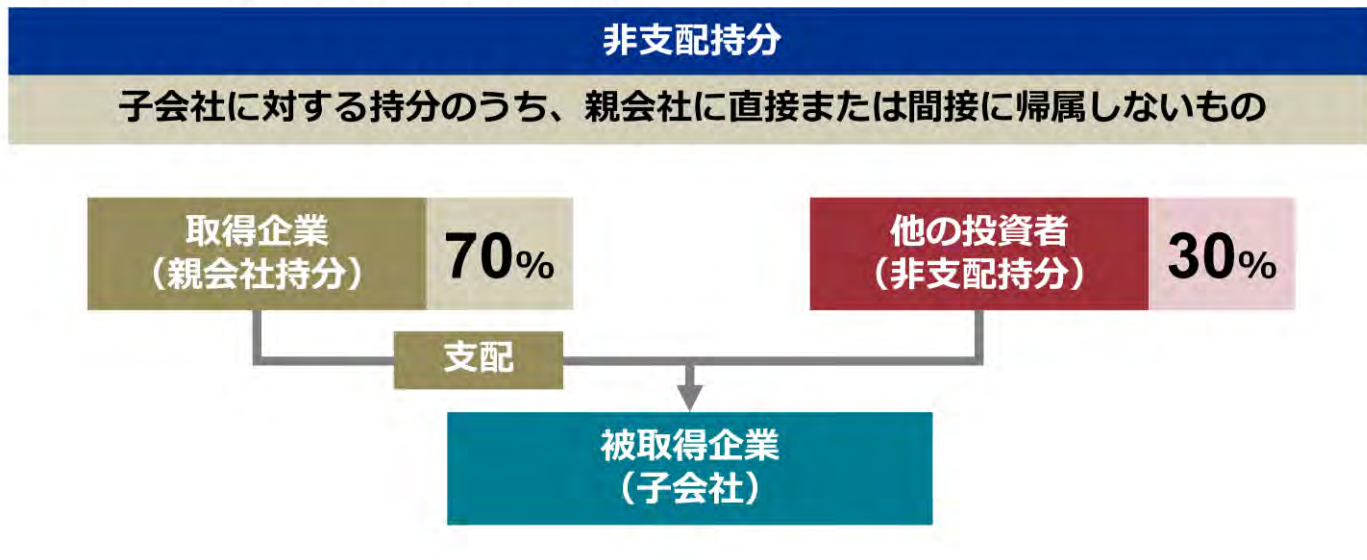 非支配持分
子会社に対する持分のうち、親会社に直接または間接に帰属しないもの
取得企業
（親会社持分）
70%
他の投資者
（非支配持分）
30%
支配
被取得企業
（子会社）